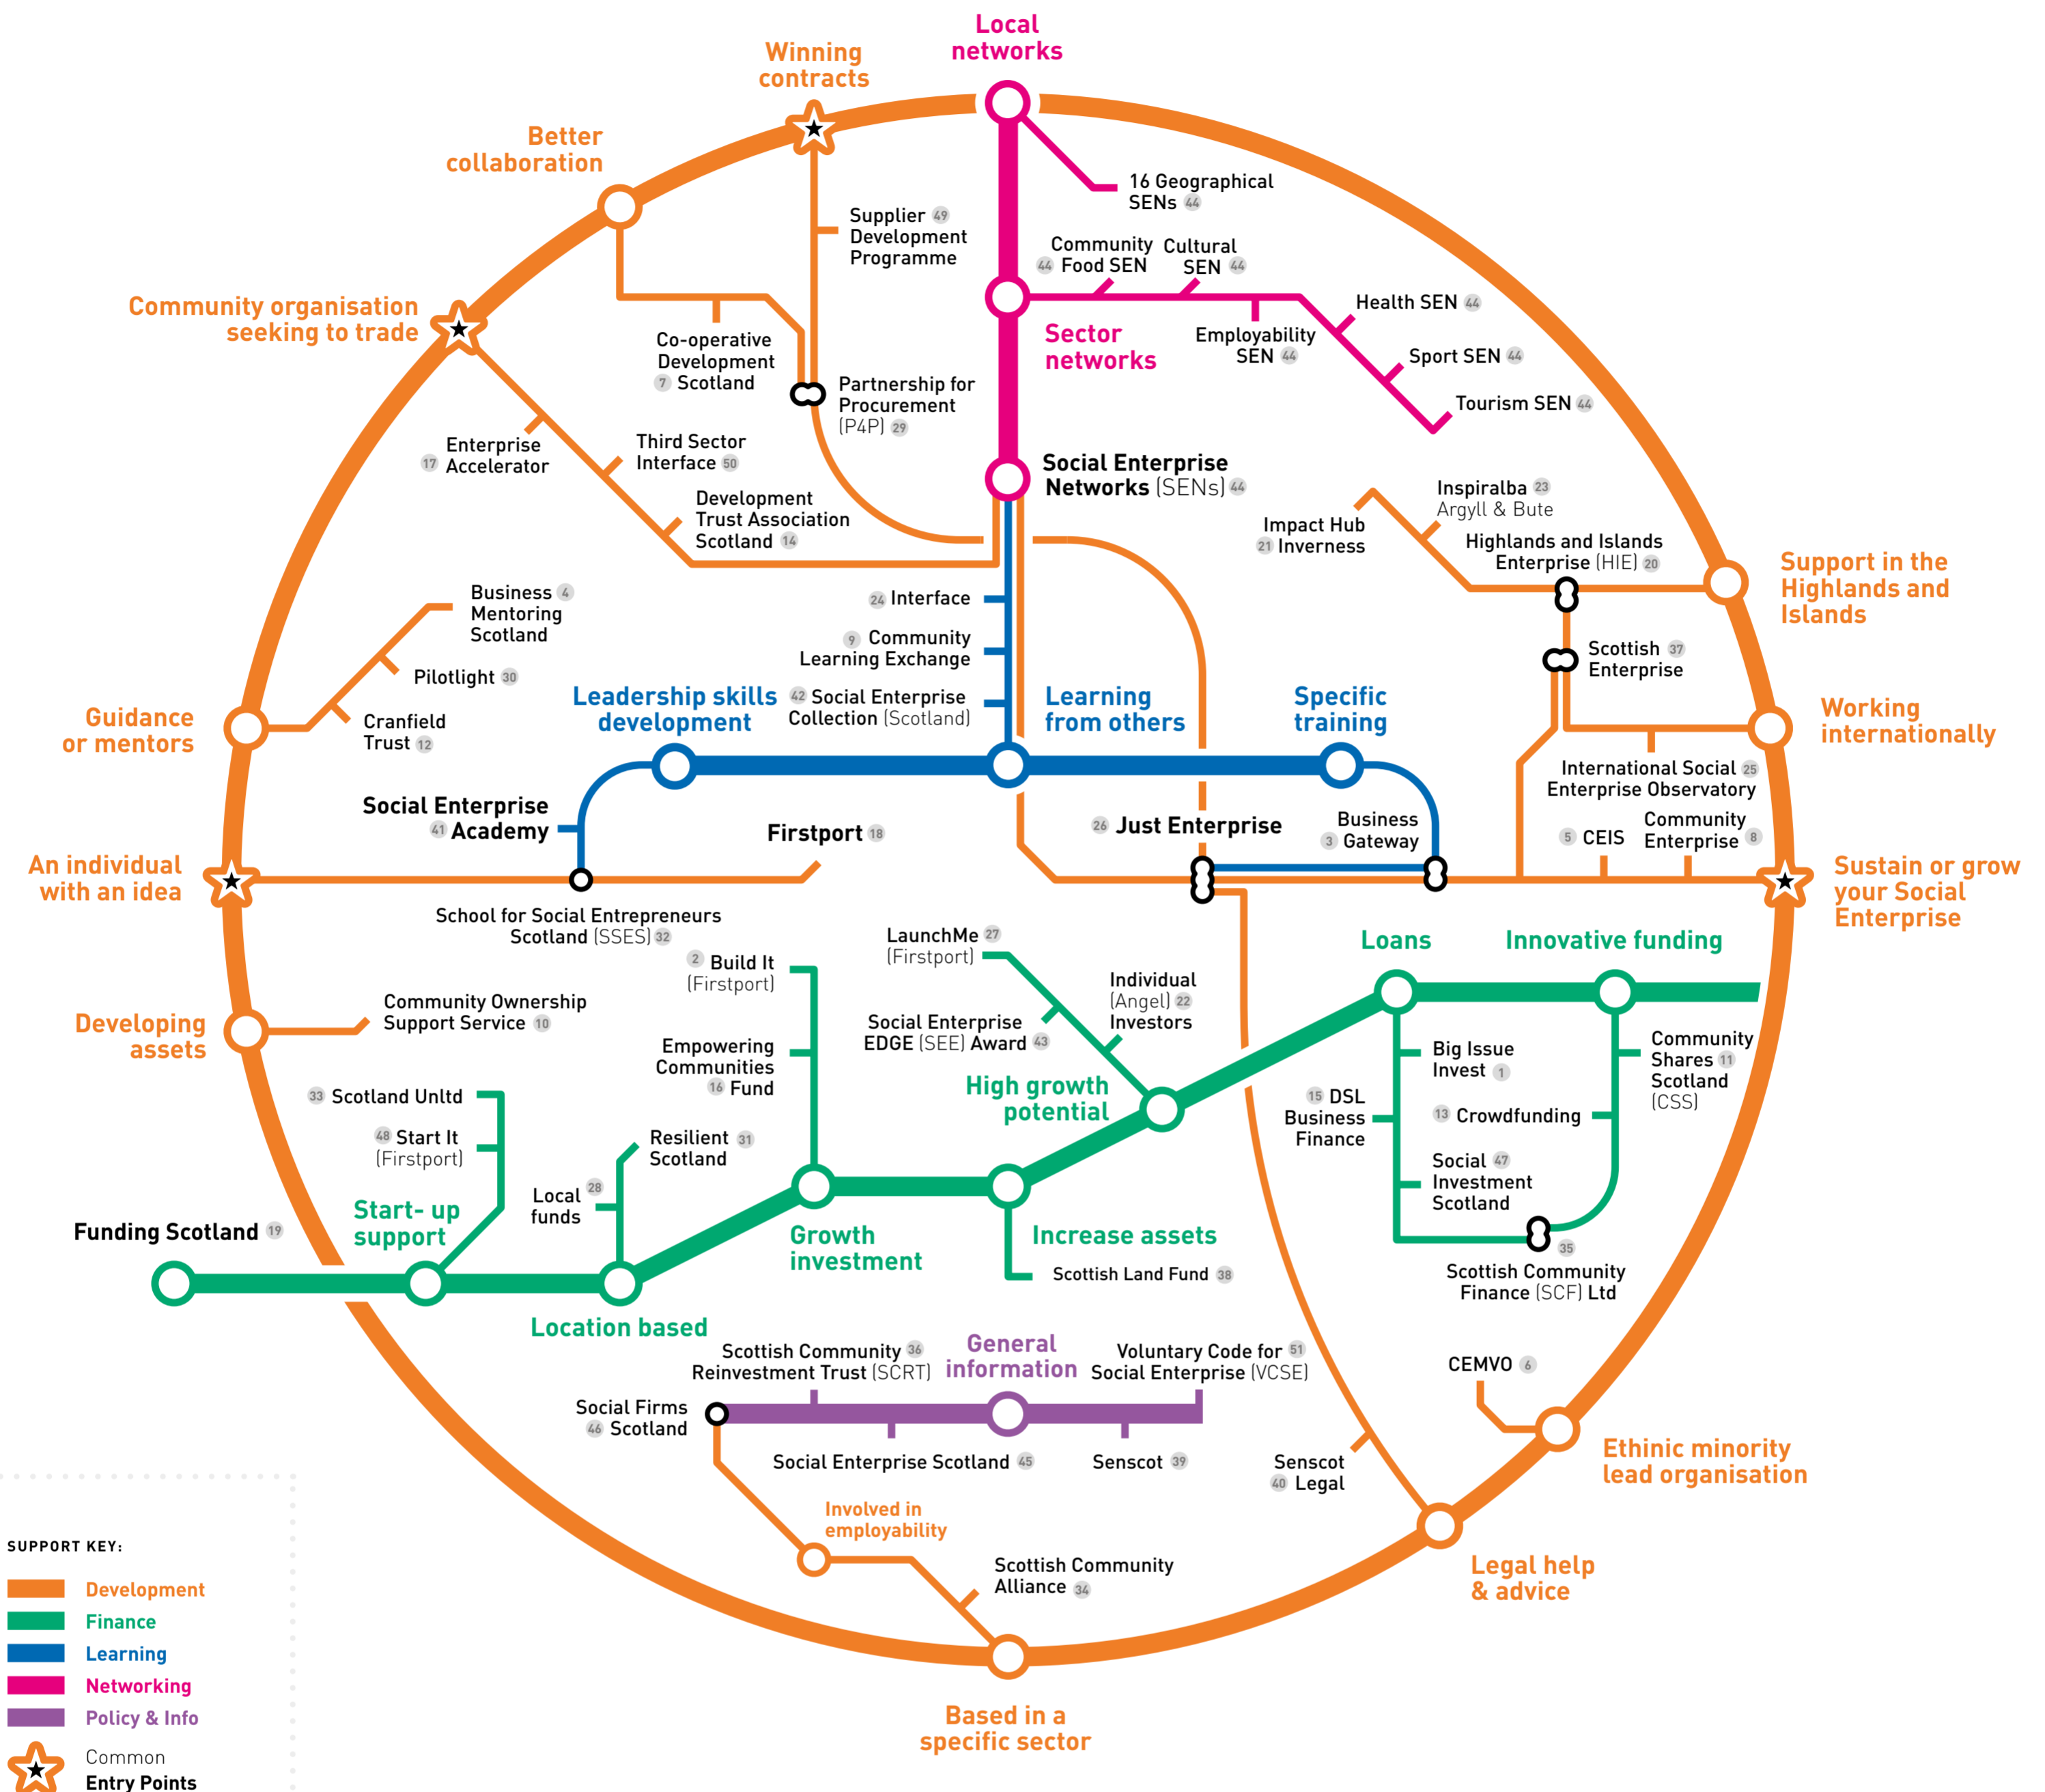 Local
networks
Winning
contracts
Better
collaboration
16 Geographical
SENs 44
Supplier 49
Development
Programme
Community
44 Food SEN
Cultural
SEN 44
Community organisation
seeking to trade
Health SEN 44
Sector
networks
Employability
SEN 44
Co-operative
Development
7 Scotland
Sport SEN 44
Partnership for
Procurement
(P4P) 29
Tourism SEN 44
Enterprise
17 Accelerator
Third Sector
Interface 50
Social Enterprise
Networks (SENs) 44
Development
Trust Association
Scotland 14
Inspiralba 23
Argyll & Bute
Impact Hub
21 Inverness
Highlands and Islands
Enterprise (HIE) 20
Support in the
Highlands and
Islands
Business 4
Mentoring
Scotland
24 Interface
9 Community
Learning Exchange
Scottish 37
Enterprise
Pilotlight 30
Leadership skills
development
42 Social Enterprise
Collection (Scotland)
Learning
from others
Specific
training
Guidance
or mentors
Cranfield
Trust 12
Working
internationally
International Social 25
Enterprise Observatory
Social Enterprise
41 Academy
Firstport 18
26 Just Enterprise
Business
3 Gateway
5 CEIS
Community
Enterprise 8
An individual
with an idea
Sustain or grow
your Social
Enterprise
School for Social Entrepreneurs
Scotland (SSES) 32
LaunchMe 27
(Firstport)
Loans
Innovative funding
2 Build It
(Firstport)
Individual
(Angel) 22
Investors
Community Ownership
Support Service 10
Developing
assets
Social Enterprise
EDGE (SEE) Award 43
Empowering
Communities
16 Fund
Big Issue
Invest 1
Community
Shares 11
Scotland
(CSS)
33 Scotland Unltd
High growth
potential
15 DSL
Business
Finance
13 Crowdfunding
48 Start It
(Firstport)
Resilient 31
Scotland
Social 47
Investment
Scotland
Local 28
funds
Start- up
support
Funding Scotland 19
Growth
investment
Increase assets
Scottish Land Fund 38
35
Scottish Community
Finance (SCF) Ltd
Location based
Scottish Community 36
Reinvestment Trust (SCRT)
General
information
Voluntary Code for 51
Social Enterprise (VCSE)
CEMVO 6
Social Firms
46 Scotland
Social Enterprise Scotland 45
Senscot 39
Senscot
40 Legal
Ethinic minority
lead organisation
Involved in
employability
Scottish Community
Alliance 34
Legal help
& advice
Based in a
specific sector
SUPPORT KEY:
Development
Finance
Learning
Networking
Policy & Info
Common
Entry Points